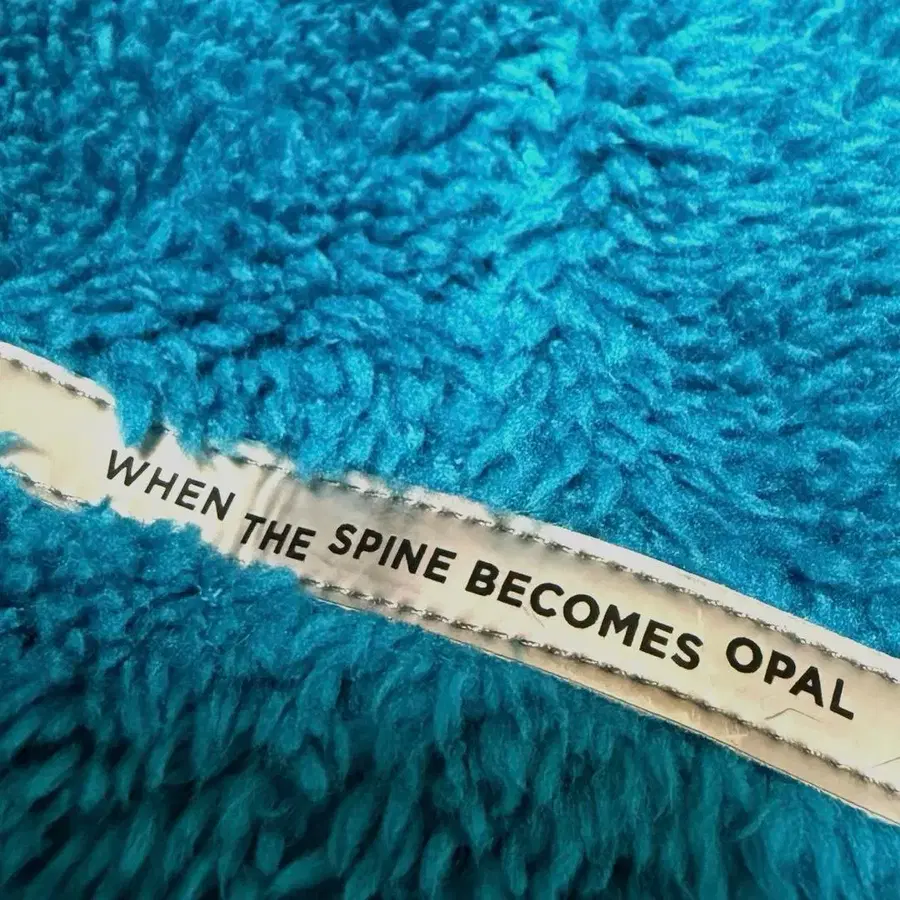 WHEN THE SPINE BECOMES OPAL